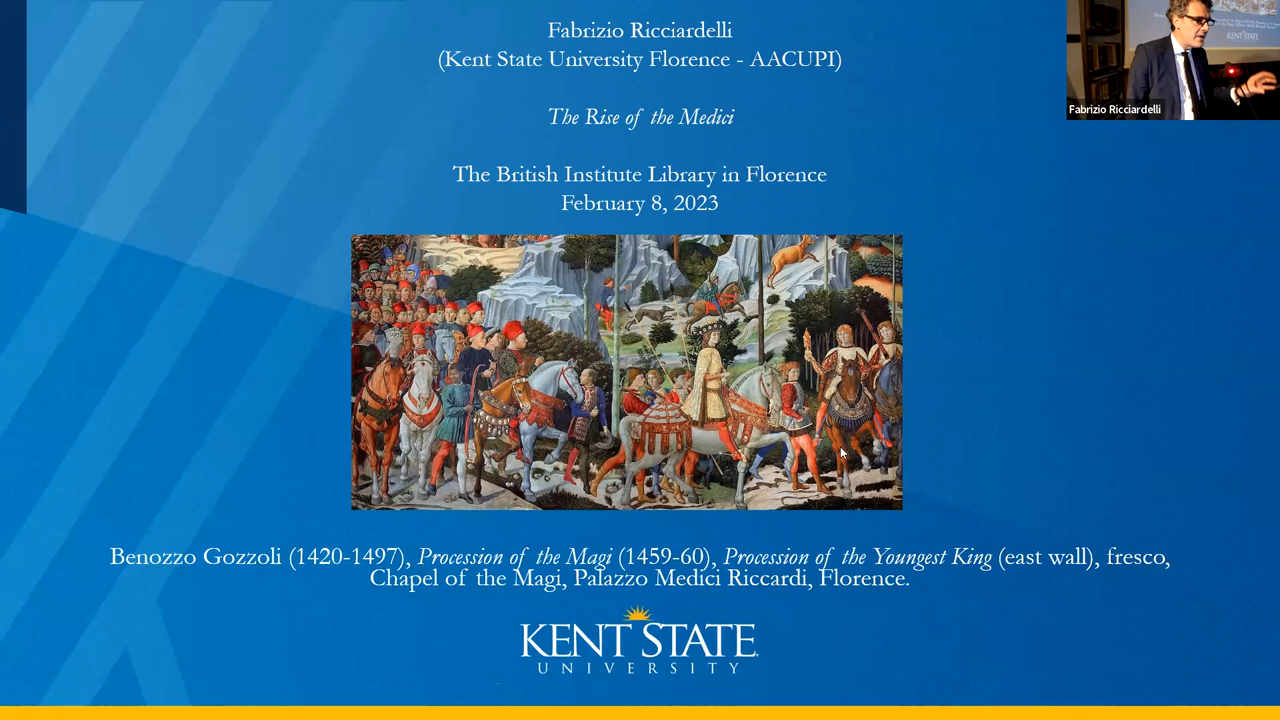 Fabrizio Ricciardelli
(Kent State University Florence - AACUPI)
The Rise of the Medici
The British Institute Library in Florence
February 8, 2023
Fabrizio Ricciardelli
KENT STATE
Benozzo Gozzoli (1420-1497), Procession of the Magi (1459-60), Procession of the Youngest King (east wall), fresco,
Chapel of the Magi, Palazzo Medici Riccardi, Florence.
KENT STATE
UNIVERSITY